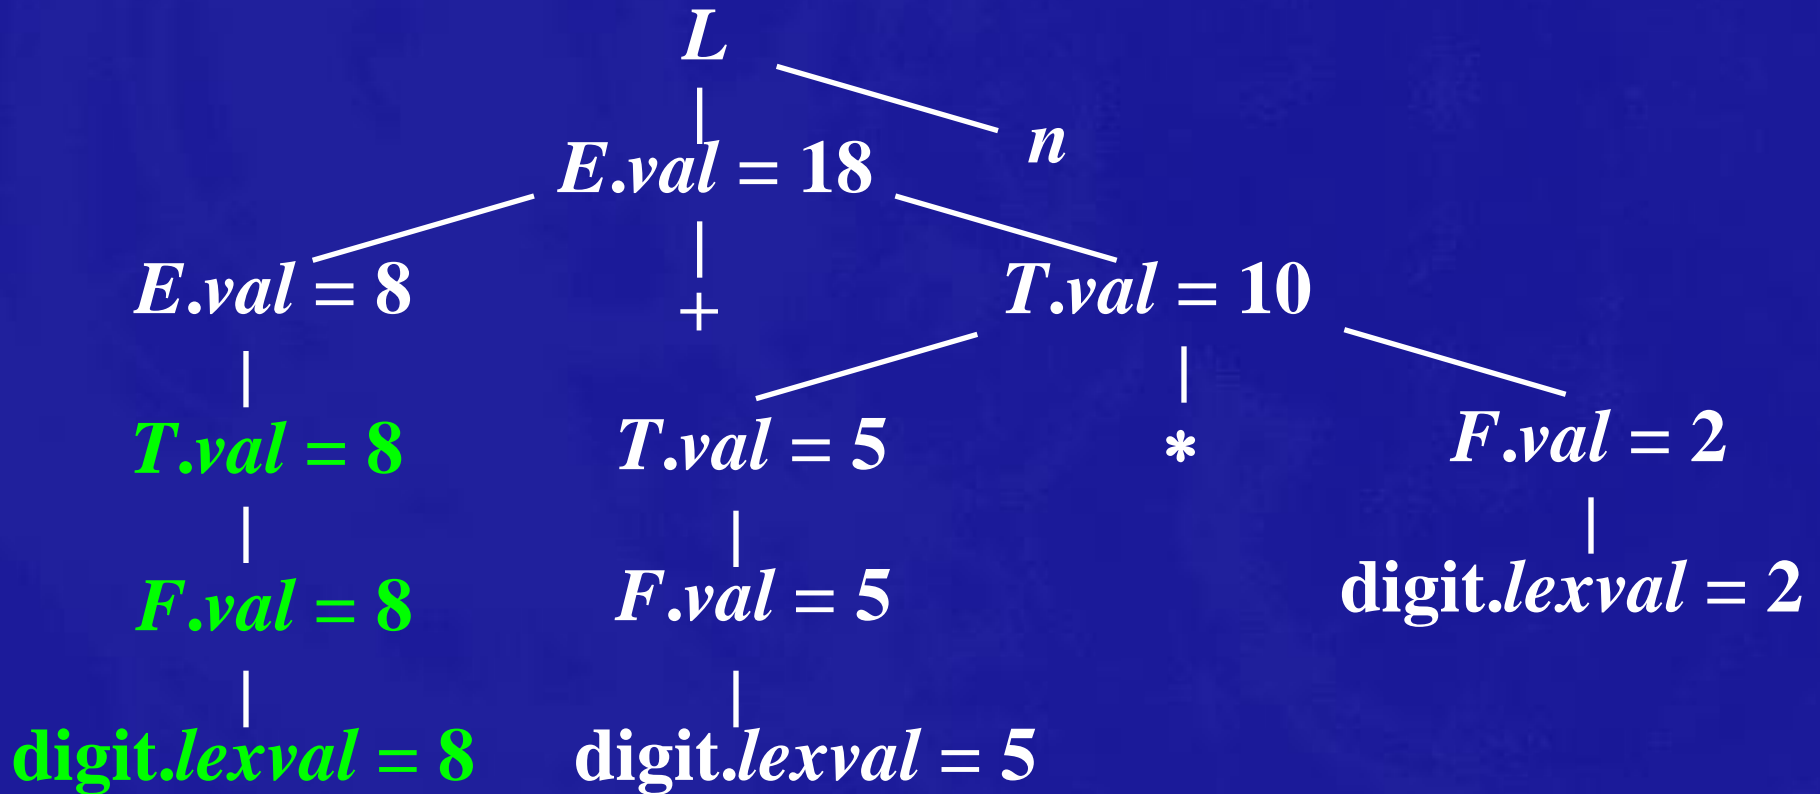 L
n
E.val = 18
E.val = 8
+
T.val = 10
T.val = 8
T.val = 5
*
F.val = 2
F.val = 8
F.val = 5
digit.lexval = 2
digit.lexval = 8
digit.lexval = 5